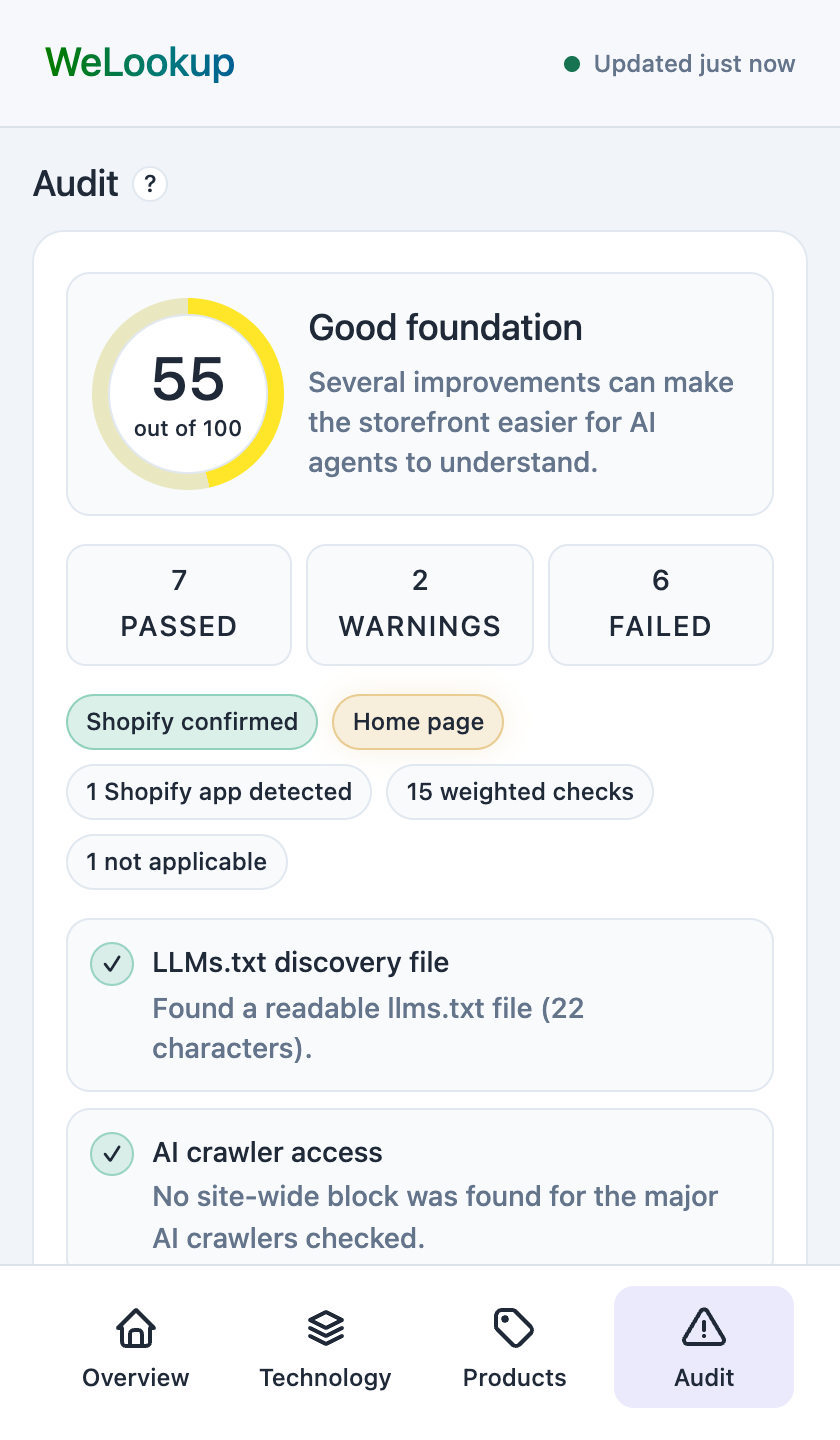 WeLookup
Updated just now
Audit
?
55
out of 100
Good foundation
Several improvements can make
the storefront easier for AI
agents to understand.
7
PASSED
2
WARNINGS
6
FAILED
Shopify confirmed
Home page
1 Shopify app detected
15 weighted checks
1 not applicable
LLMs.txt discovery file
Found a readable llms.txt file (22
characters).
AI crawler access
No site-wide block was found for the major
AI crawlers checked.
Overview
Technology
Products
Audit